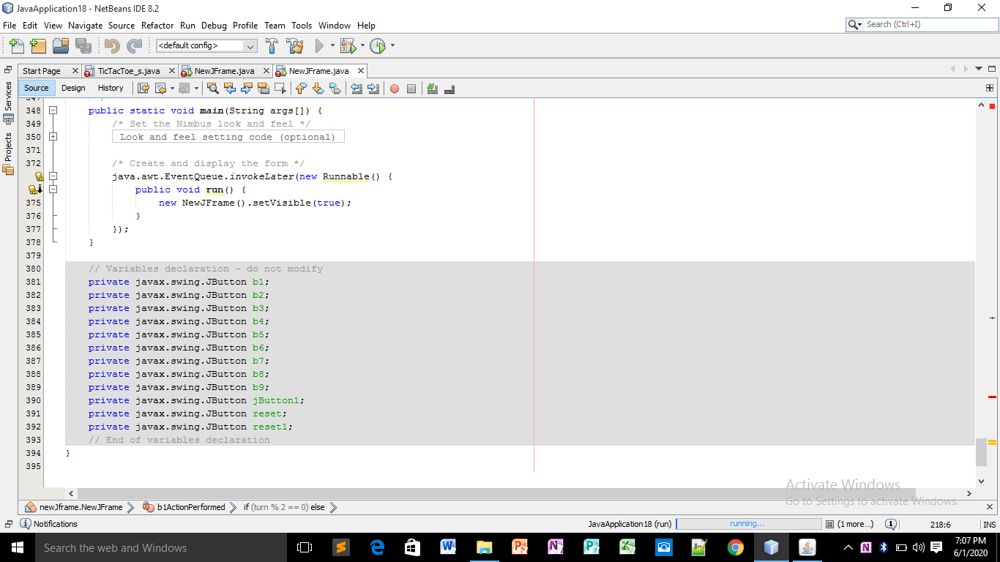 JavaApplication18 - NetBeans IDE 8.2
File Edit View Navigate Source Refactor Run Debug Profile Team Tools Window Help
Search (Ctrl+I)
<default config>
Start Page TicTacToe_s.java NewJFrame.java NewJFrame.java
Source Design History
Services
Projects
347
348 public static void main(String args[]) {
349 /* Set the Nimbus look and feel */
350 Look and feel setting code (optional)
371
372 /* Create and display the form */
java.awt.EventQueue.invokeLater(new Runnable() {
public void run() {
375 new NewJFrame().setVisible(true);
376 }
377 });
378 }
379
380 // Variables declaration - do not modify
381 private javax.swing.JButton b1;
382 private javax.swing.JButton b2;
383 private javax.swing.JButton b3;
384 private javax.swing.JButton b4;
385 private javax.swing.JButton b5;
386 private javax.swing.JButton b6;
387 private javax.swing.JButton b7;
388 private javax.swing.JButton b8;
389 private javax.swing.JButton b9;
390 private javax.swing.JButton jButton1;
391 private javax.swing.JButton reset;
392 private javax.swing.JButton reset1;
393 // End of variables declaration
394 }
395
Activate Windows
Go to Settings to activate Windows.
newJframe.NewJFrame b1ActionPerformed if (turn % 2 == 0) else
Notifications JavaApplication18 (run) running... (1 more...) 1 218:6 INS
Search the web and Windows
7:07 PM
6/1/2020